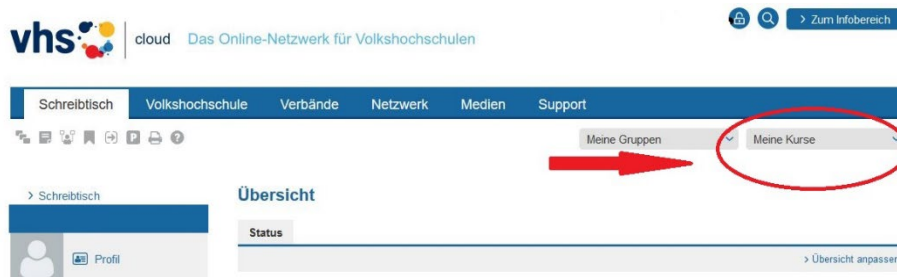 > Zum Infobereich
vhs cloud Das Online-Netzwerk für Volkshochschulen
Schreibtisch Volkshochschule Verbände Netzwerk Medien Support
P ?
Meine Gruppen Meine Kurse
> Schreibtisch
Übersicht
Status
Profil
> Übersicht anpassen